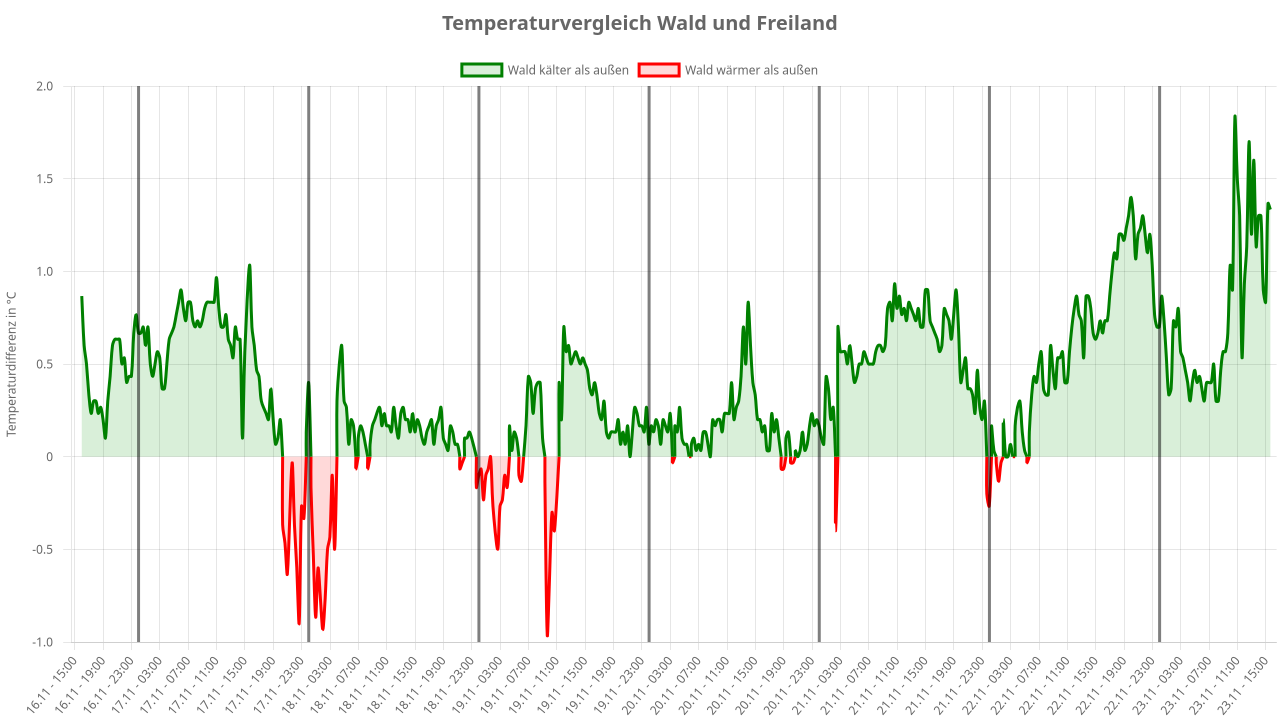 Temperaturvergleich Wald und Freiland
Wald kälter als außen
Wald wärmer als außen
Temperaturdifferenz in °C
2.0
1.5
1.0
0.5
0
-0.5
-1.0
16.11 - 15:00
16.11 - 19:00
16.11 - 23:00
17.11 - 03:00
17.11 - 07:00
17.11 - 11:00
17.11 - 15:00
17.11 - 19:00
17.11 - 23:00
18.11 - 03:00
18.11 - 07:00
18.11 - 11:00
18.11 - 15:00
18.11 - 19:00
18.11 - 23:00
19.11 - 03:00
19.11 - 07:00
19.11 - 11:00
19.11 - 15:00
19.11 - 19:00
19.11 - 23:00
20.11 - 03:00
20.11 - 07:00
20.11 - 11:00
20.11 - 15:00
20.11 - 19:00
20.11 - 23:00
21.11 - 03:00
21.11 - 07:00
21.11 - 11:00
21.11 - 15:00
21.11 - 19:00
21.11 - 23:00
22.11 - 03:00
22.11 - 07:00
22.11 - 11:00
22.11 - 15:00
22.11 - 19:00
22.11 - 23:00
23.11 - 03:00
23.11 - 07:00
23.11 - 11:00
23.11 - 15:00